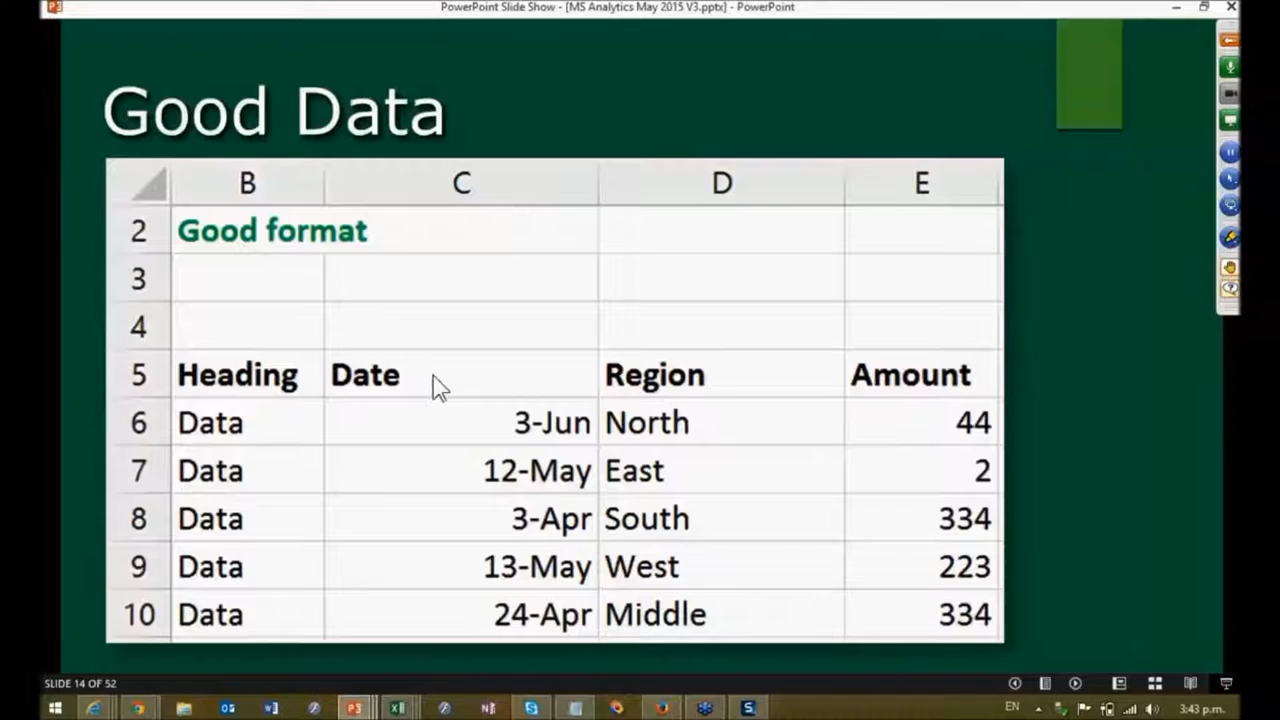 PowerPoint Slide Show - [MS Analytics May 2015 V3.pptx] - PowerPoint
Good Data
B C D E
2 Good format
3
4
5 Heading Date Region Amount
6 Data 3-Jun North 44
7 Data 12-May East 2
8 Data 3-Apr South 334
9 Data 13-May West 223
10 Data 24-Apr Middle 334
SLIDE 14 OF 52
EN 3:43 p.m.